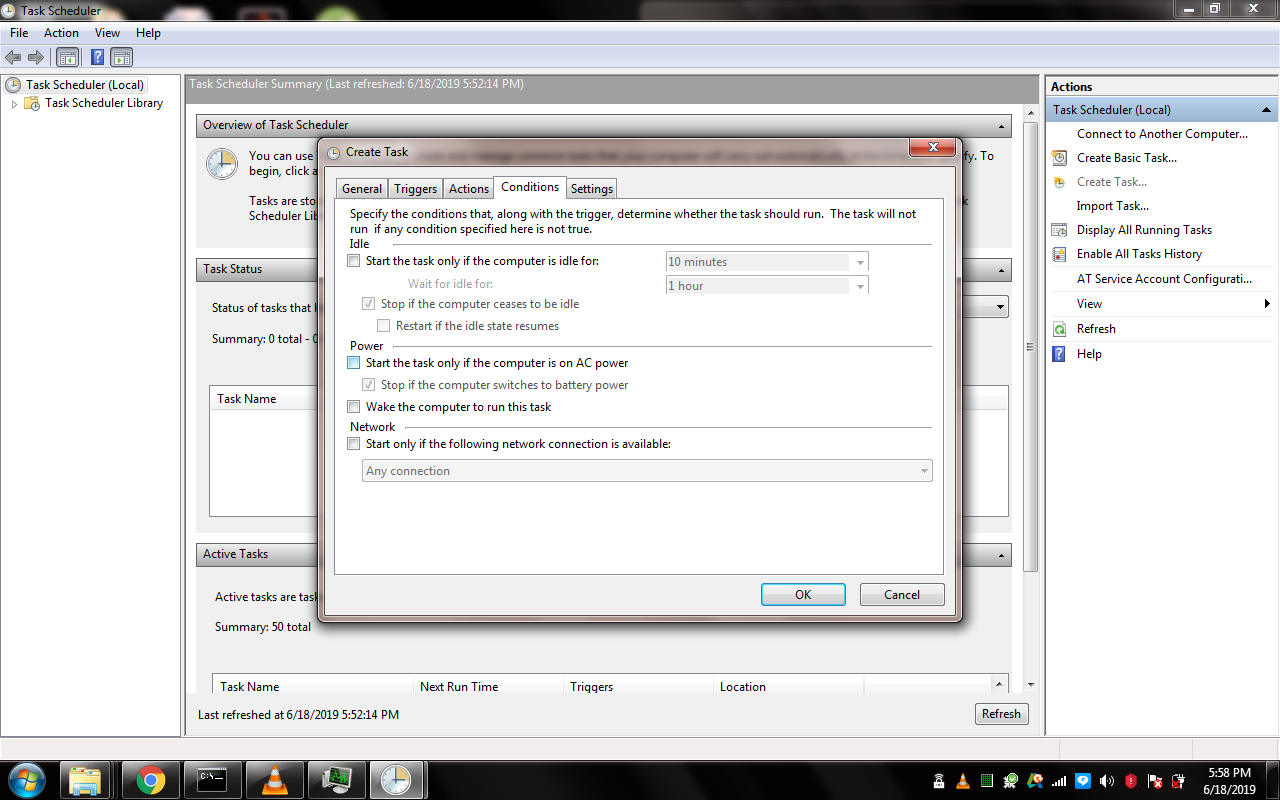 Task Scheduler
File Action View Help
Task Scheduler (Local)
Task Scheduler Library
Task Scheduler Summary (Last refreshed: 6/18/2019 5:52:14 PM)
Overview of Task Scheduler
You can use
fy. To
begin, click a
Tasks are sto
Scheduler Lib
Task Status
Status of tasks that
Summary: 0 total - 0
Task Name
Active Tasks
Active tasks are task
Summary: 50 total
Task Name Next Run Time Triggers Location
Last refreshed at 6/18/2019 5:52:14 PM
Refresh
Create Task
General Triggers Actions Conditions Settings
Specify the conditions that, along with the trigger, determine whether the task should run. The task will not
run if any condition specified here is not true.
Idle
Start the task only if the computer is idle for: 10 minutes
Wait for idle for: 1 hour
Stop if the computer ceases to be idle
Restart if the idle state resumes
Power
Start the task only if the computer is on AC power
Stop if the computer switches to battery power
Wake the computer to run this task
Network
Start only if the following network connection is available:
Any connection
OK Cancel
Actions
Task Scheduler (Local)
Connect to Another Computer...
Create Basic Task...
Create Task...
Import Task...
Display All Running Tasks
Enable All Tasks History
AT Service Account Configurati...
View
Refresh
Help
C:\
5:58 PM
6/18/2019